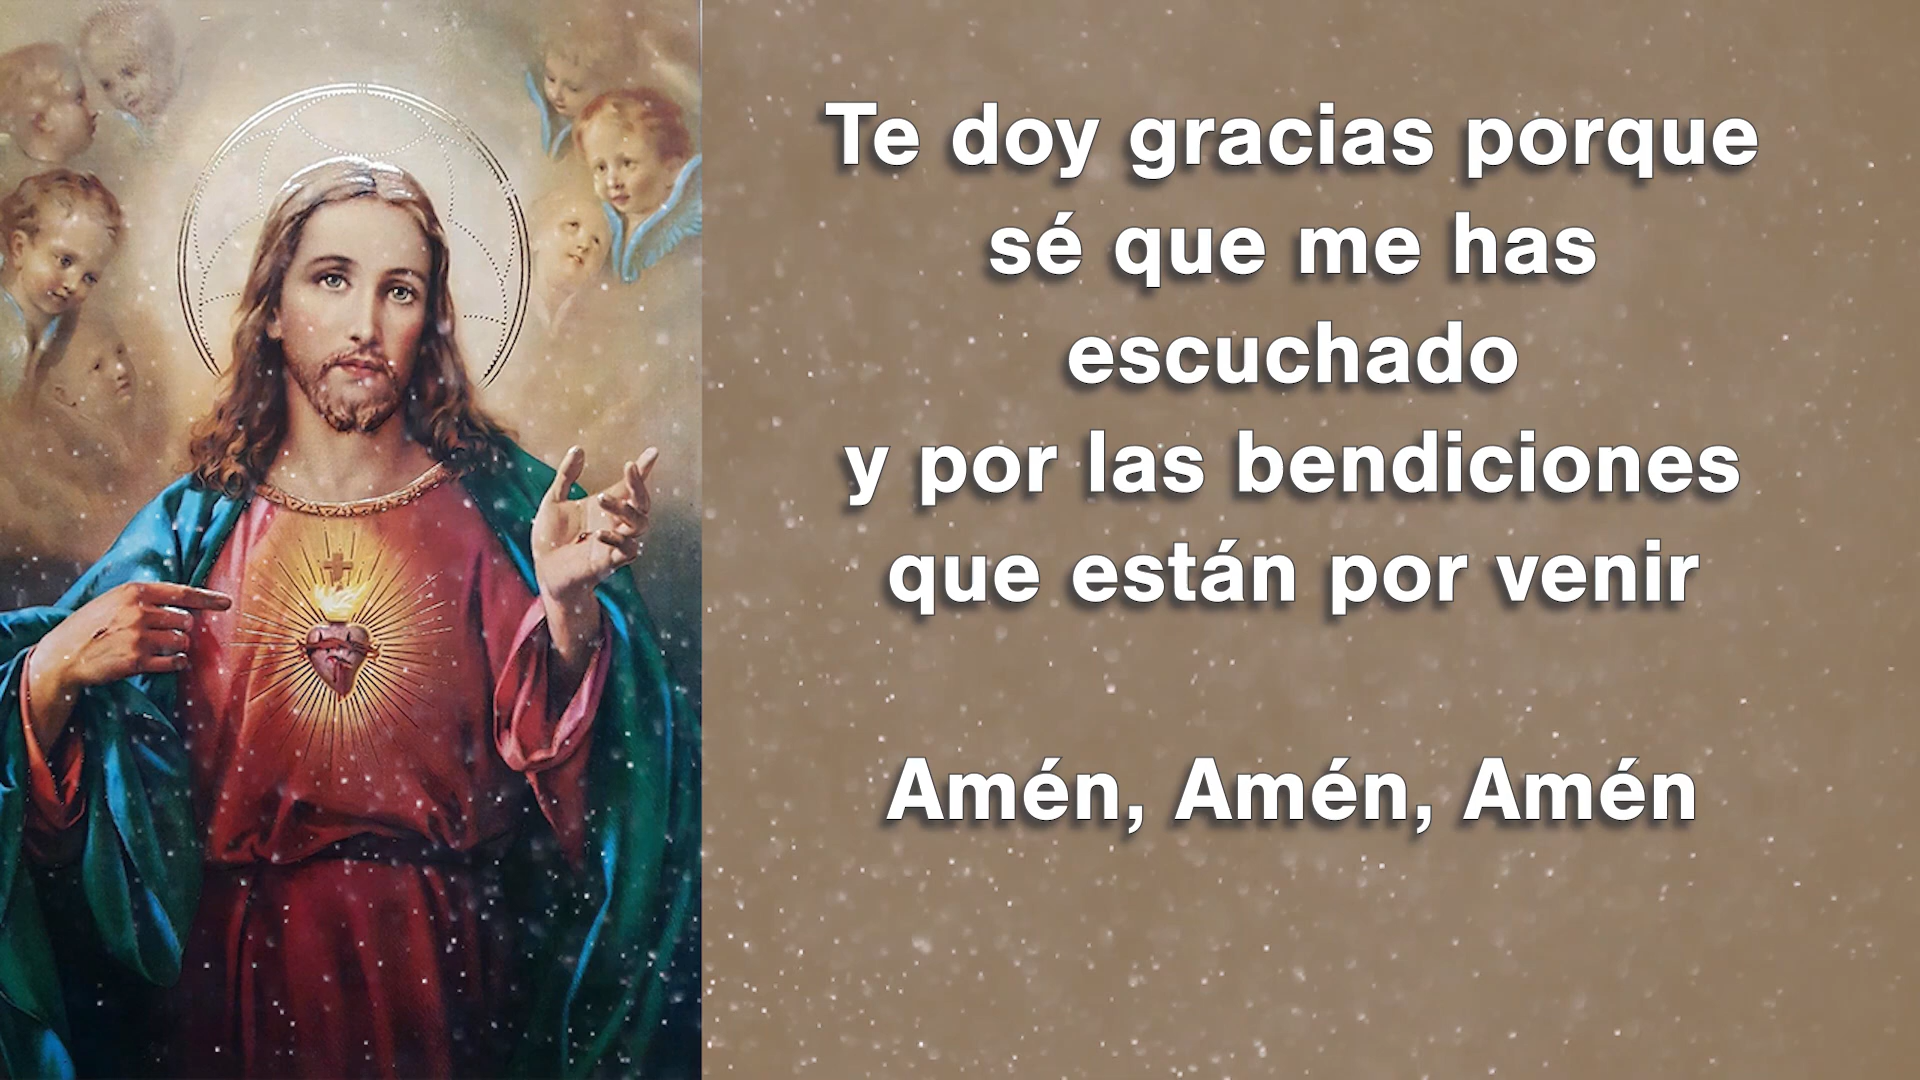 Te doy gracias porque
sé que me has
escuchado
y por las bendiciones
que están por venir
Amén, Amén, Amén